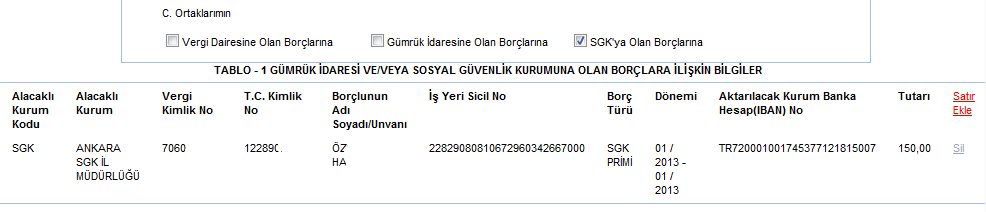 C. Ortaklarımın
Vergi Dairesine Olan Borçlarına Gümrük İdaresine Olan Borçlarına SGK'ya Olan Borçlarına
TABLO - 1 GÜMRÜK İDARESİ VE/VEYA SOSYAL GÜVENLİK KURUMUNA OLAN BORÇLARA İLİŞKİN BİLGİLER
Alacaklı Alacaklı Vergi T.C. Kimlik Borçlunun İş Yeri Sicil No Borç Dönemi Aktarılacak Kurum Banka Tutarı Satır
Kurum Kurum Kimlik No No Adı Türü Hesap(IBAN) No Ekle
Kodu Soyadı/Unvanı
SGK ANKARA 7060 12289 ÖZ 22829080810672960342667000 SGK 01 / TR720001001745377121815007 150,00 Sil
SGK İL HA PRİMİ 2013 -
MÜDÜRLÜĞÜ 01 /
2013